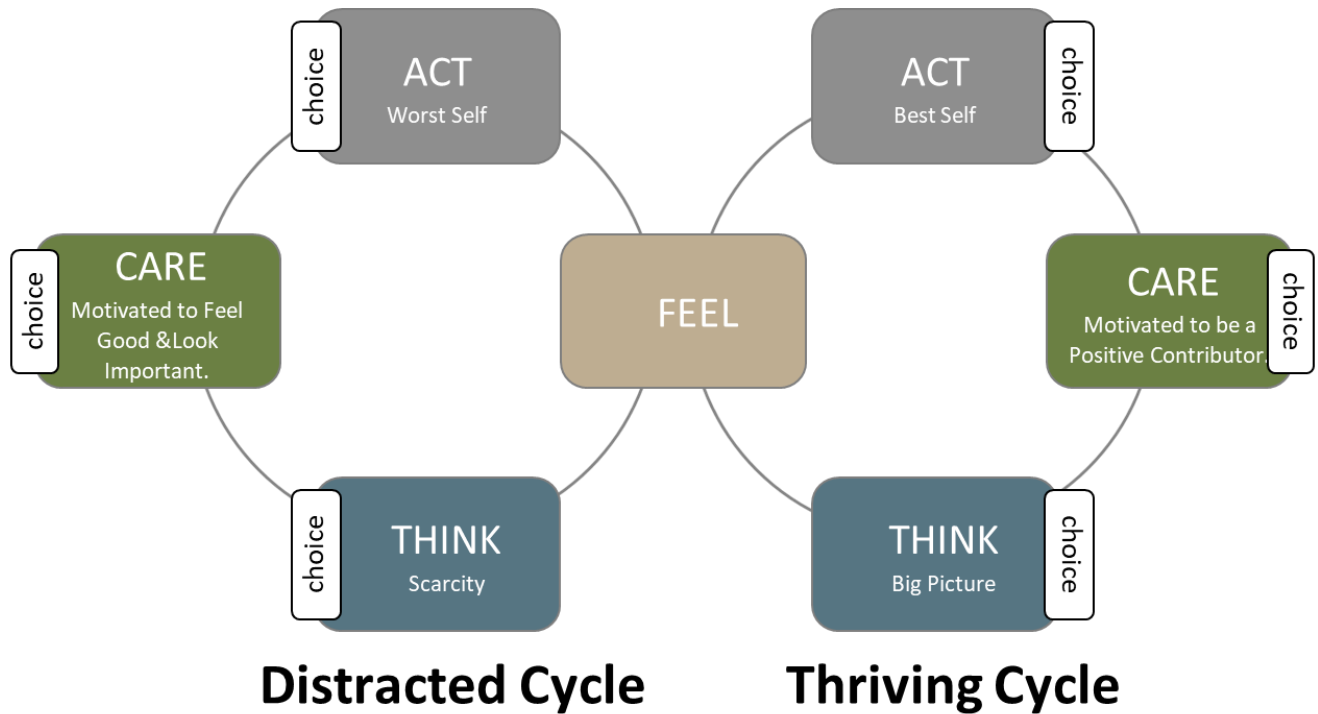 choice
ACT
Worst Self
ACT
Best Self
choice
choice
CARE
Motivated to Feel
Good &Look
Important.
FEEL
CARE
Motivated to be a
Positive Contributor.
choice
choice
THINK
Scarcity
THINK
Big Picture
choice
Distracted Cycle
Thriving Cycle